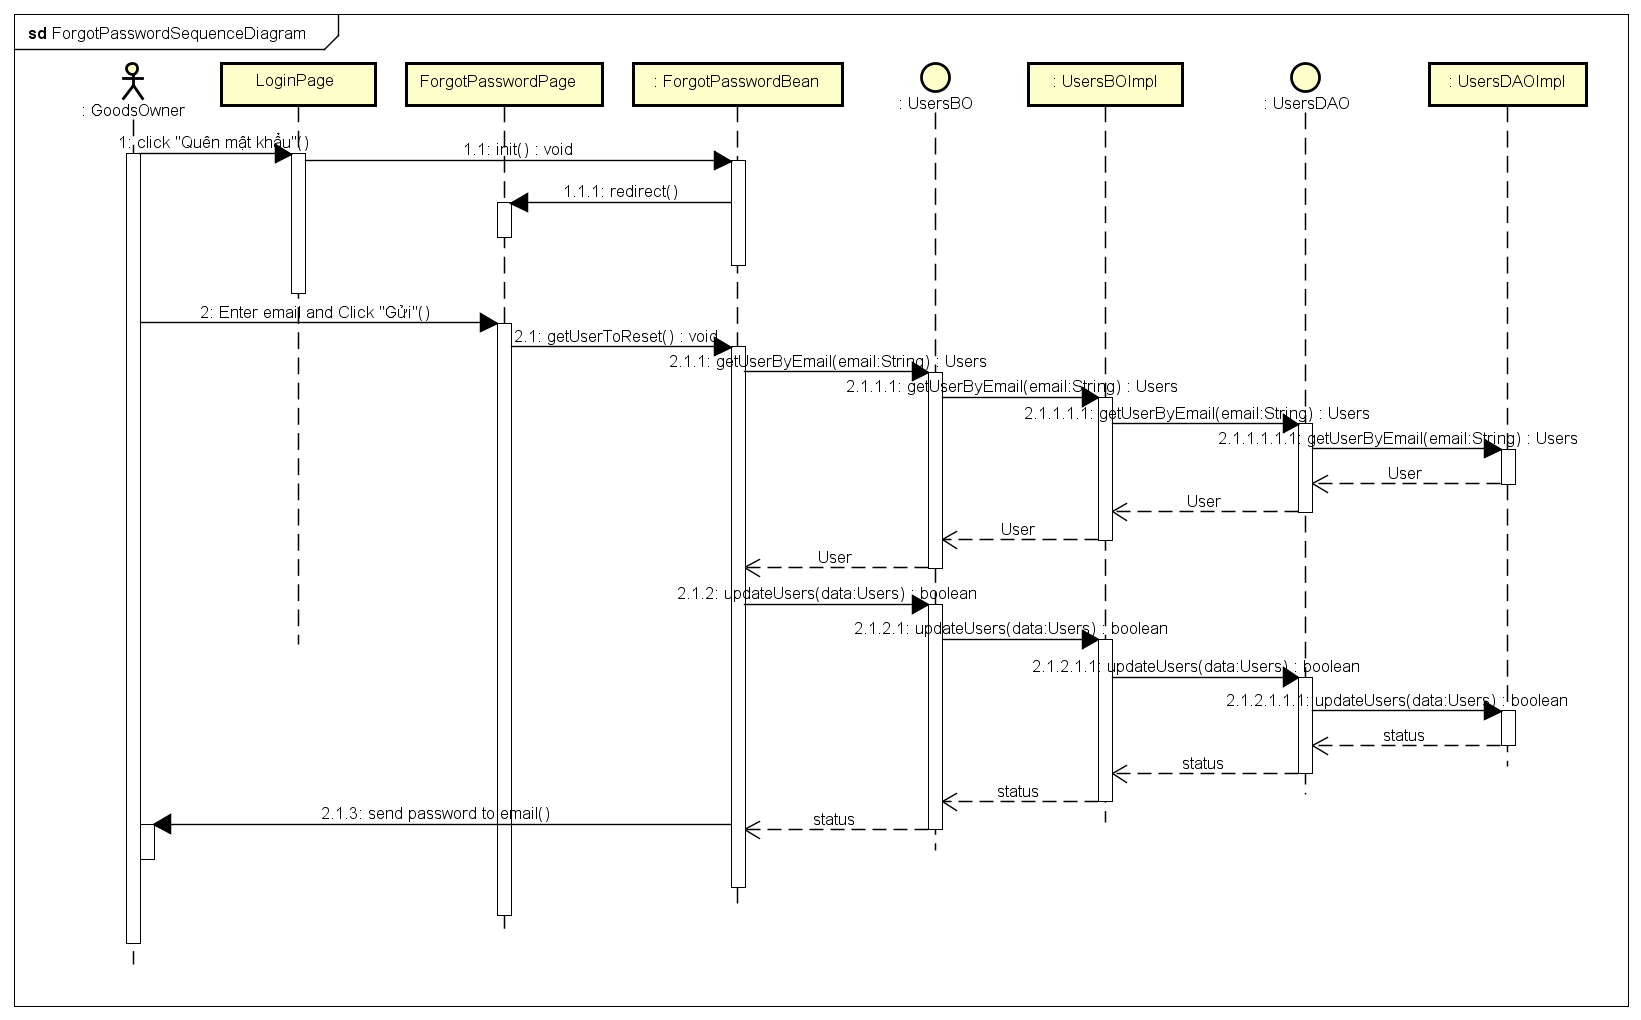 sd ForgotPasswordSequenceDiagram
: GoodsOwner
LoginPage
ForgotPasswordPage
: ForgotPasswordBean
: UsersBO
: UsersBOImpl
: UsersDAO
: UsersDAOImpl
1: click "Quên mật khẩu"()
1.1: init() : void
1.1.1: redirect()
2: Enter email and Click "Gửi"()
2.1: getUserToReset() : void
2.1.1: getUserByEmail(email:String) : Users
2.1.1.1: getUserByEmail(email:String) : Users
2.1.1.1.1: getUserByEmail(email:String) : Users
2.1.1.1.1.1: getUserByEmail(email:String) : Users
User
User
User
User
2.1.2: updateUsers(data:Users) : boolean
2.1.2.1: updateUsers(data:Users) : boolean
2.1.2.1.1: updateUsers(data:Users) : boolean
2.1.2.1.1.1: updateUsers(data:Users) : boolean
status
status
status
2.1.3: send password to email()
status